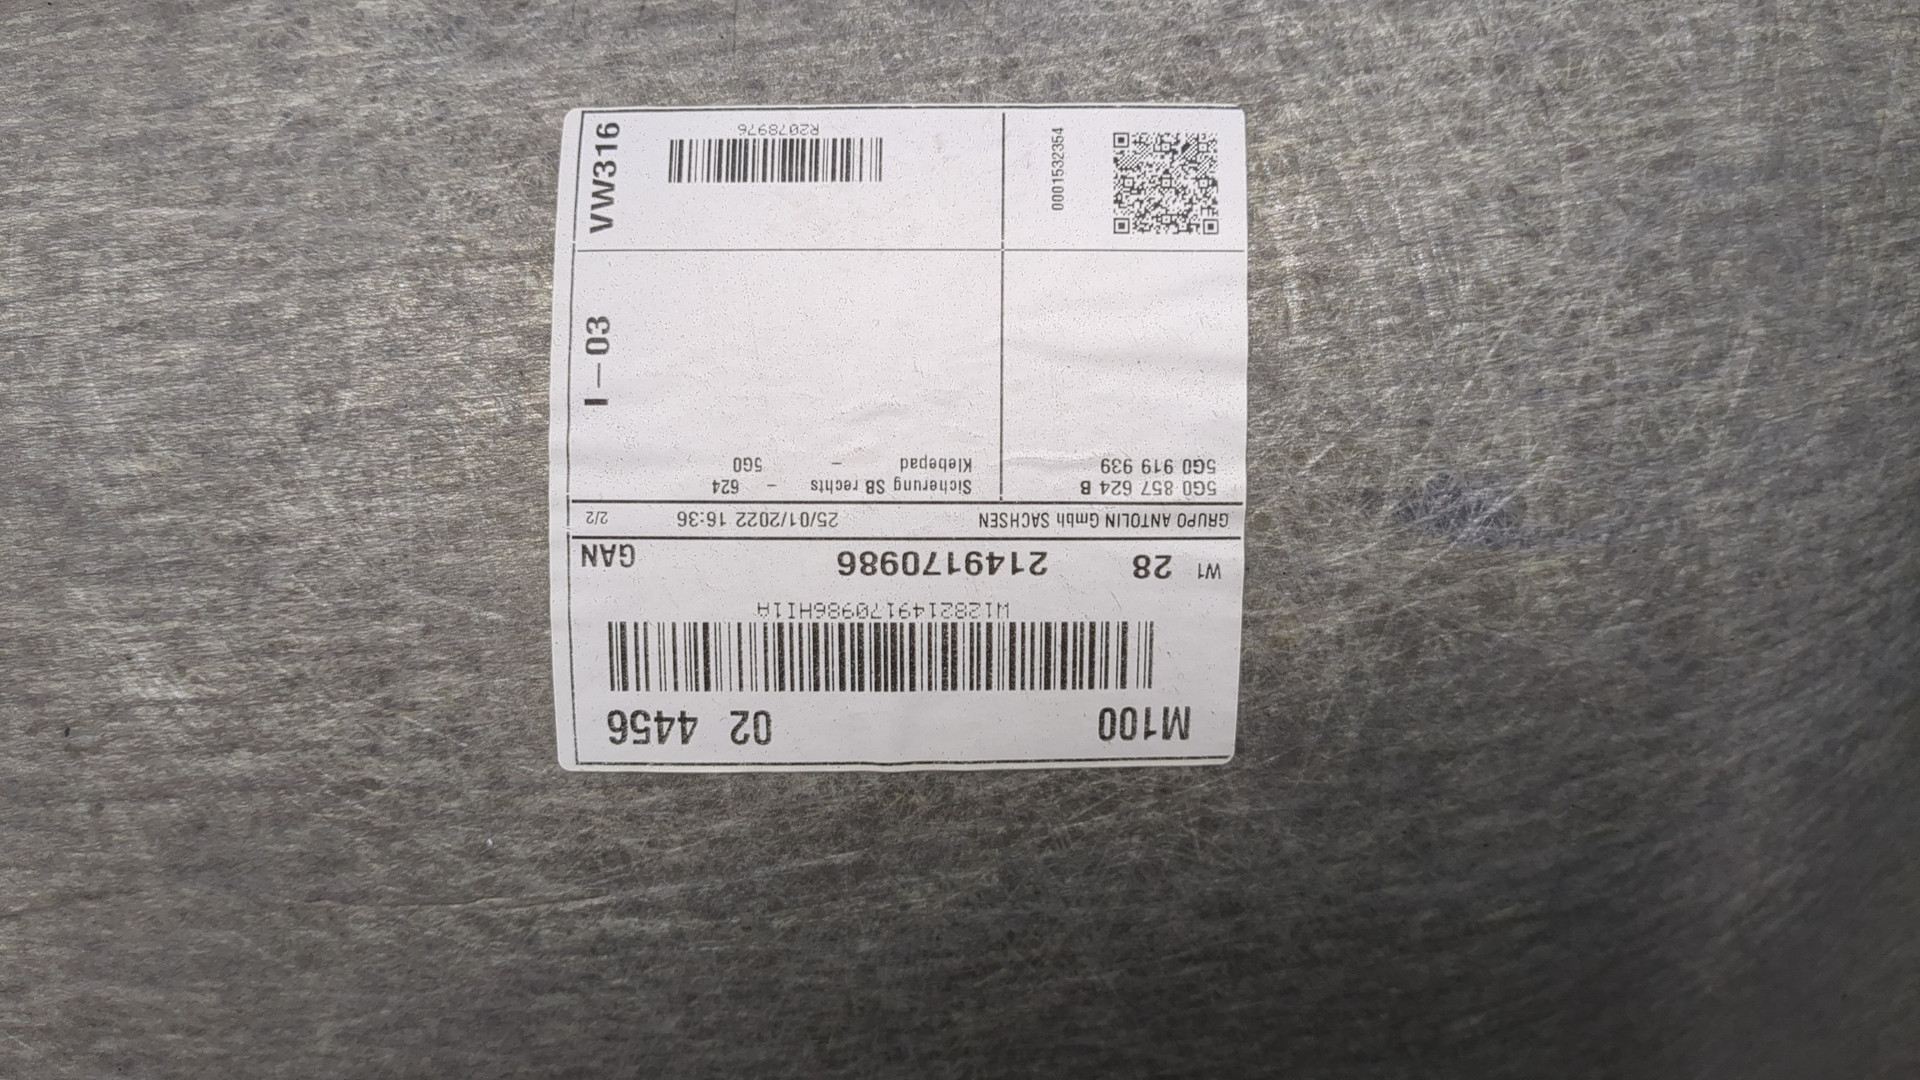 M100 02 4456
W1282149170986HI1A
W1 28 2149170986 GAN
GRUPO ANTOLIN Gmbh SACHSEN 25/01/2022 16:36 2/2
5G0 857 624 B Sicherung SB rechts - 624
5G0 919 939 Klebepad - 5G0
I – 03
VW316
0001532354
R2078976